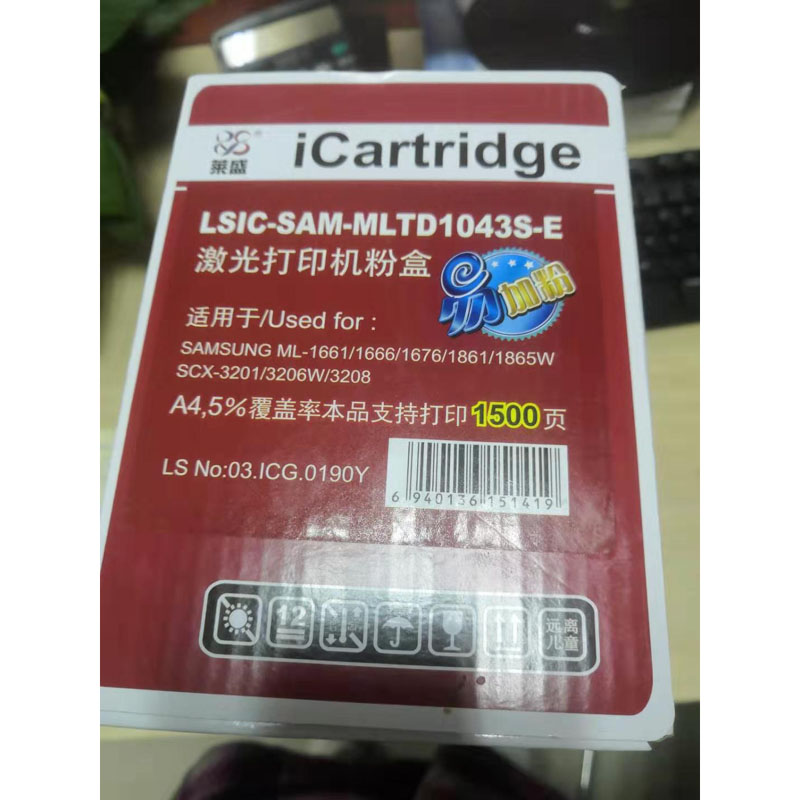 iCartridge
莱盛®
LSIC-SAM-MLTD1043S-E
激光打印机粉盒
易加粉
适用于/Used for :
SAMSUNG ML-1661/1666/1676/1861/1865W
SCX-3201/3206W/3208
A4,5%覆盖率本品支持打印1500页
LS No:03.ICG.0190Y
6 940136 151419
12
远离
儿童